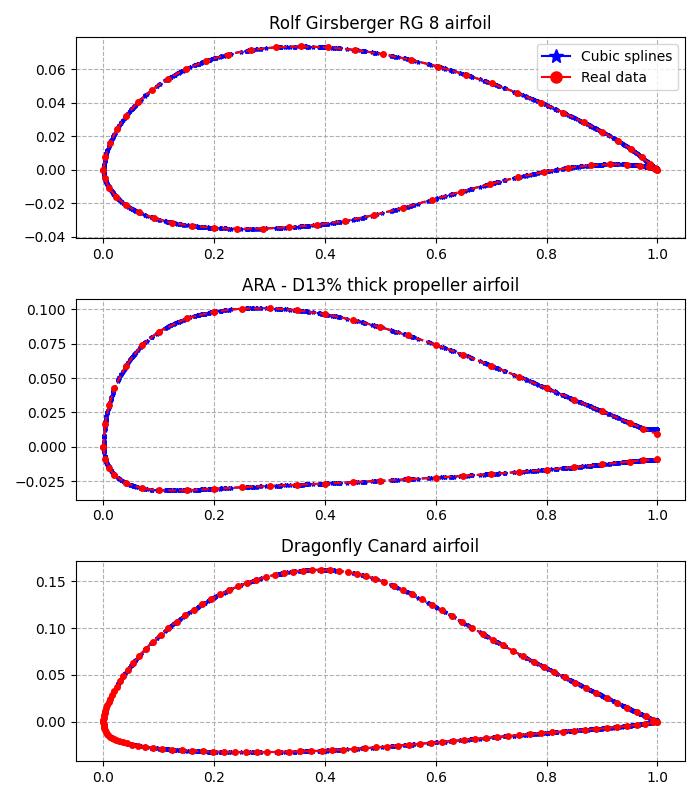 Rolf Girsberger RG 8 airfoil
Cubic splines
Real data
0.06
0.04
0.02
0.00
−0.02
−0.04
0.0 0.2 0.4 0.6 0.8 1.0
ARA - D13% thick propeller airfoil
0.100
0.075
0.050
0.025
0.000
−0.025
0.0 0.2 0.4 0.6 0.8 1.0
Dragonfly Canard airfoil
0.15
0.10
0.05
0.00
0.0 0.2 0.4 0.6 0.8 1.0